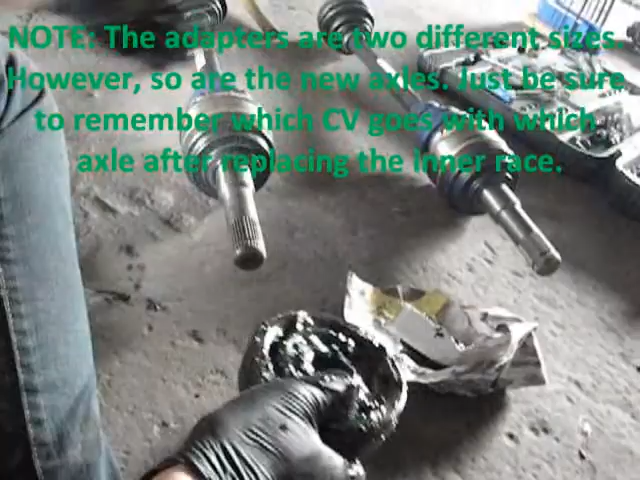 NOTE: The adapters are two different sizes.
However, so are the new axles. Just be sure
to remember which CV goes with which
axle after replacing the inner race.